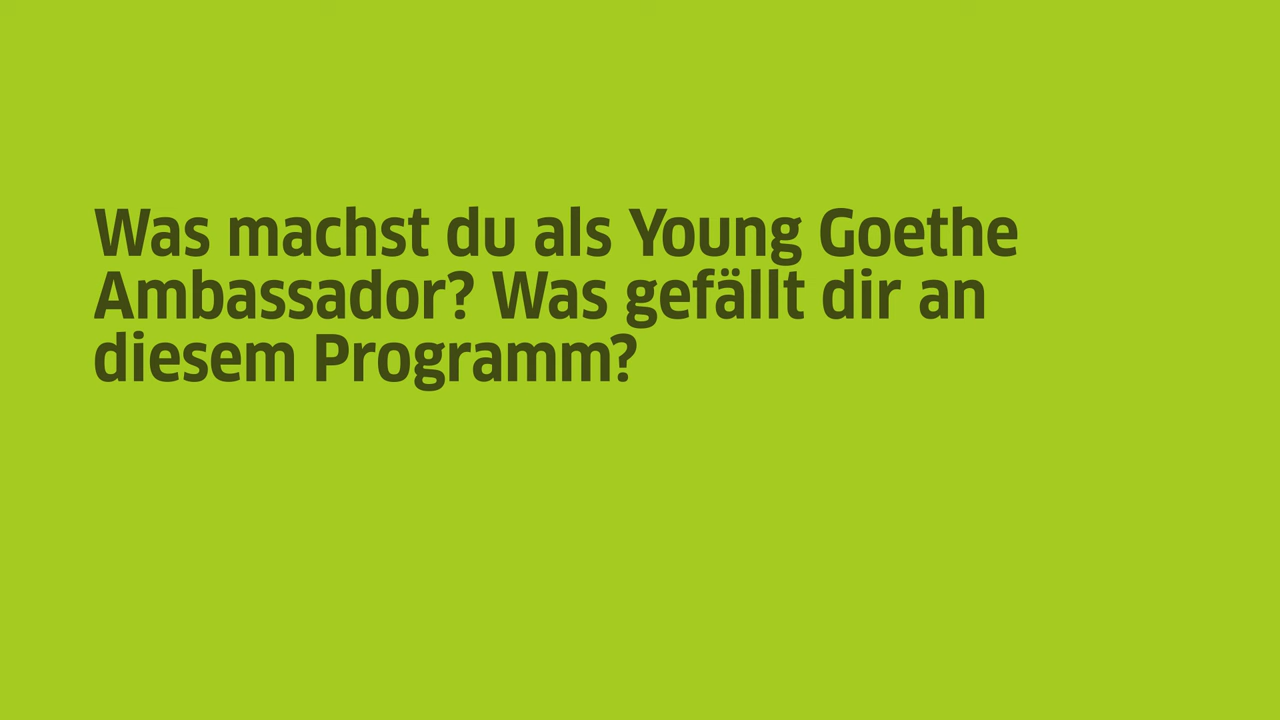 Was machst du als Young Goethe
Ambassador? Was gefällt dir an
diesem Programm?